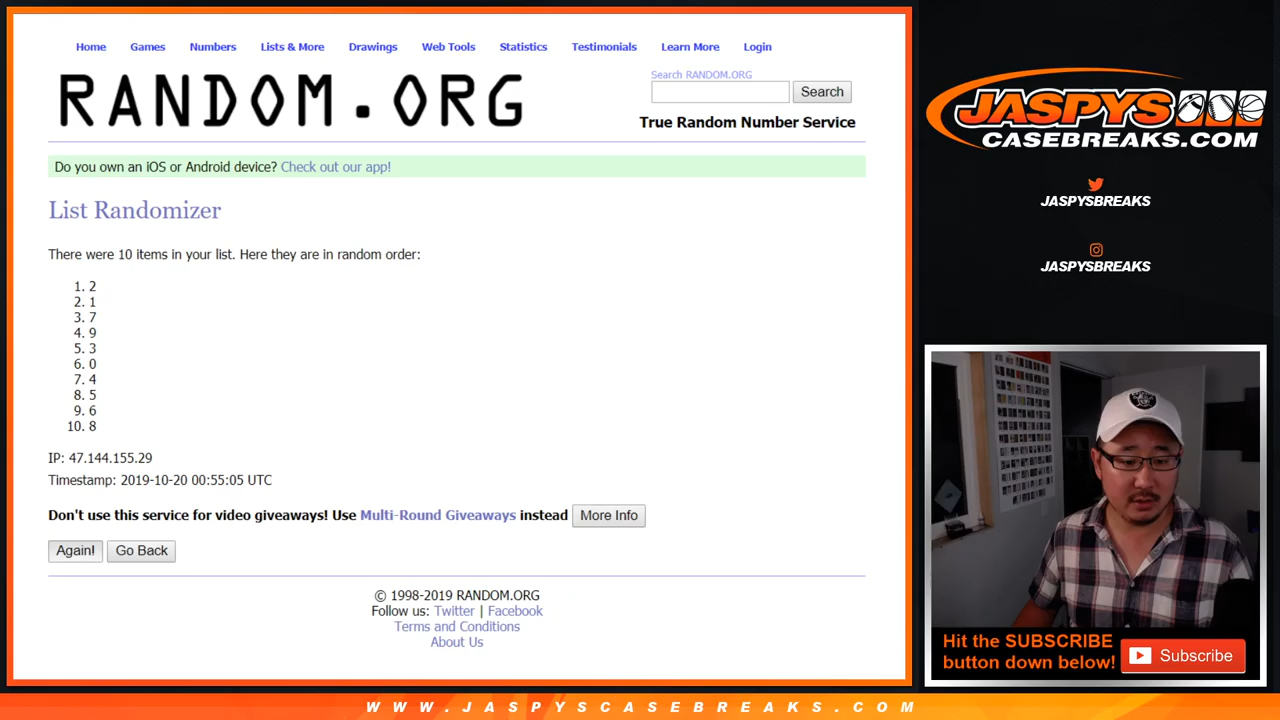 Home Games Numbers Lists & More Drawings Web Tools Statistics Testimonials Learn More Login
RANDOM.ORG
Search RANDOM.ORG
Search
True Random Number Service
Do you own an iOS or Android device? Check out our app!
List Randomizer
There were 10 items in your list. Here they are in random order:
1. 2
2. 1
3. 7
4. 9
5. 3
6. 0
7. 4
8. 5
9. 6
10. 8
IP: 47.144.155.29
Timestamp: 2019-10-20 00:55:05 UTC
Don't use this service for video giveaways! Use Multi-Round Giveaways instead More Info
Again! Go Back
© 1998-2019 RANDOM.ORG
Follow us: Twitter | Facebook
Terms and Conditions
About Us
JASPYS
CASEBREAKS.COM
JASPYSBREAKS
JASPYSBREAKS
Hit the SUBSCRIBE
button down below!
Subscribe
WWW.JASPYSCASEBREAKS.COM